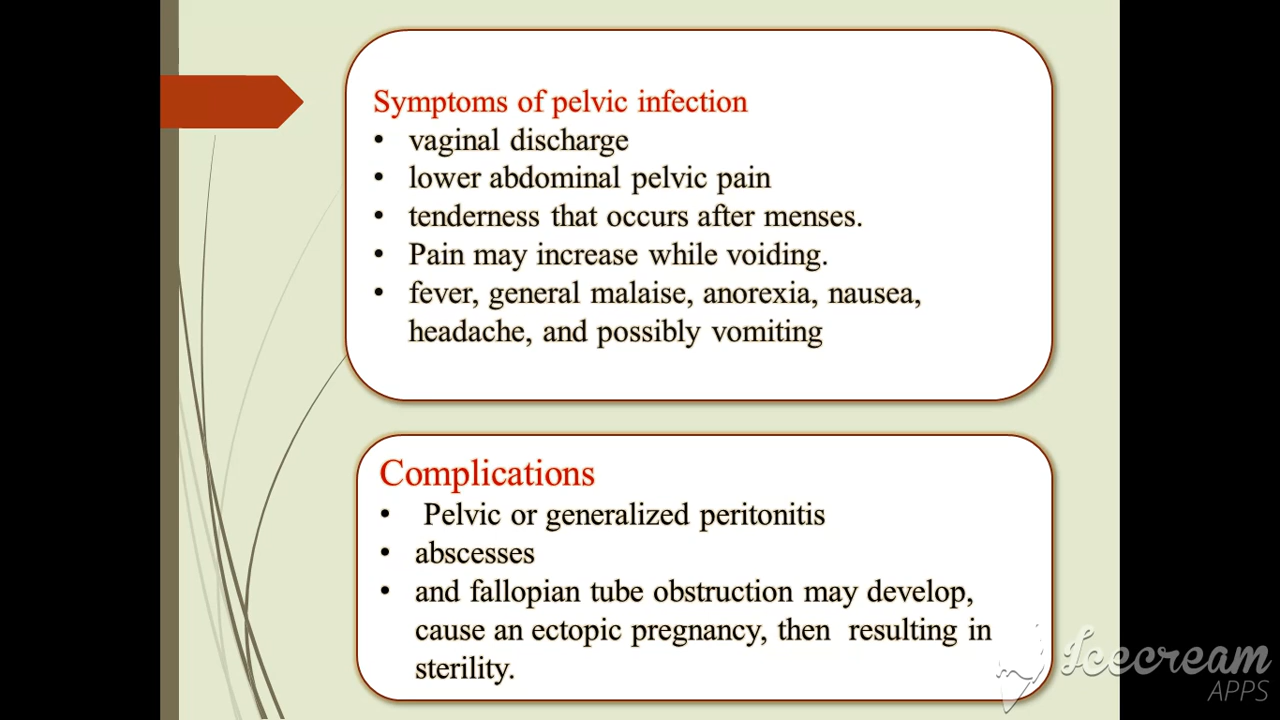 Symptoms of pelvic infection
• vaginal discharge
• lower abdominal pelvic pain
• tenderness that occurs after menses.
• Pain may increase while voiding.
• fever, general malaise, anorexia, nausea,
headache, and possibly vomiting
Complications
• Pelvic or generalized peritonitis
• abscesses
• and fallopian tube obstruction may develop,
cause an ectopic pregnancy, then resulting in
sterility.
Icecream
APPS